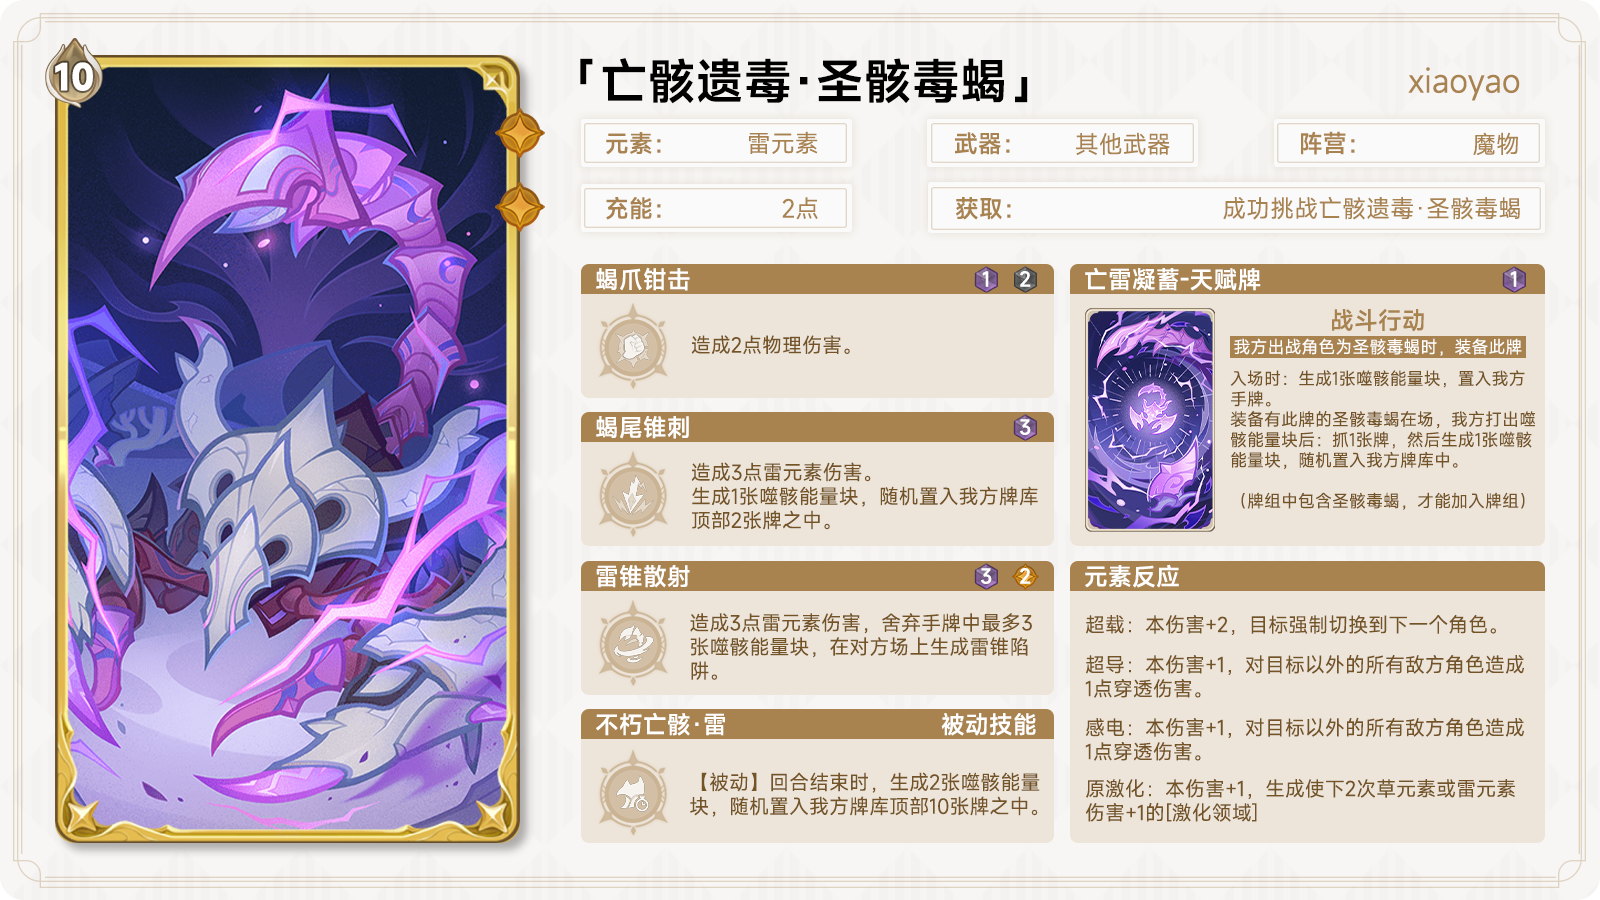 10
「亡骸遗毒·圣骸毒蝎」
xiaoyao
元素： 雷元素
武器： 其他武器
阵营： 魔物
充能： 2点
获取： 成功挑战亡骸遗毒·圣骸毒蝎
蝎爪钳击 1 2
造成2点物理伤害。
蝎尾锥刺 3
造成3点雷元素伤害。
生成1张噬骸能量块，随机置入我方牌库
顶部2张牌之中。
雷锥散射 3 2
造成3点雷元素伤害，舍弃手牌中最多3
张噬骸能量块，在对方场上生成雷锥陷
阱。
不朽亡骸·雷 被动技能
【被动】回合结束时，生成2张噬骸能量
块，随机置入我方牌库顶部10张牌之中。
亡雷凝蓄-天赋牌 1
战斗行动
我方出战角色为圣骸毒蝎时，装备此牌
入场时：生成1张噬骸能量块，置入我方
手牌。
装备有此牌的圣骸毒蝎在场，我方打出噬
骸能量块后：抓1张牌，然后生成1张噬骸
能量块，随机置入我方牌库中。
（牌组中包含圣骸毒蝎，才能加入牌组）
元素反应
超载：本伤害+2，目标强制切换到下一个角色。
超导：本伤害+1，对目标以外的所有敌方角色造成
1点穿透伤害。
感电：本伤害+1，对目标以外的所有敌方角色造成
1点穿透伤害。
原激化：本伤害+1，生成使下2次草元素或雷元素
伤害+1的[激化领域]